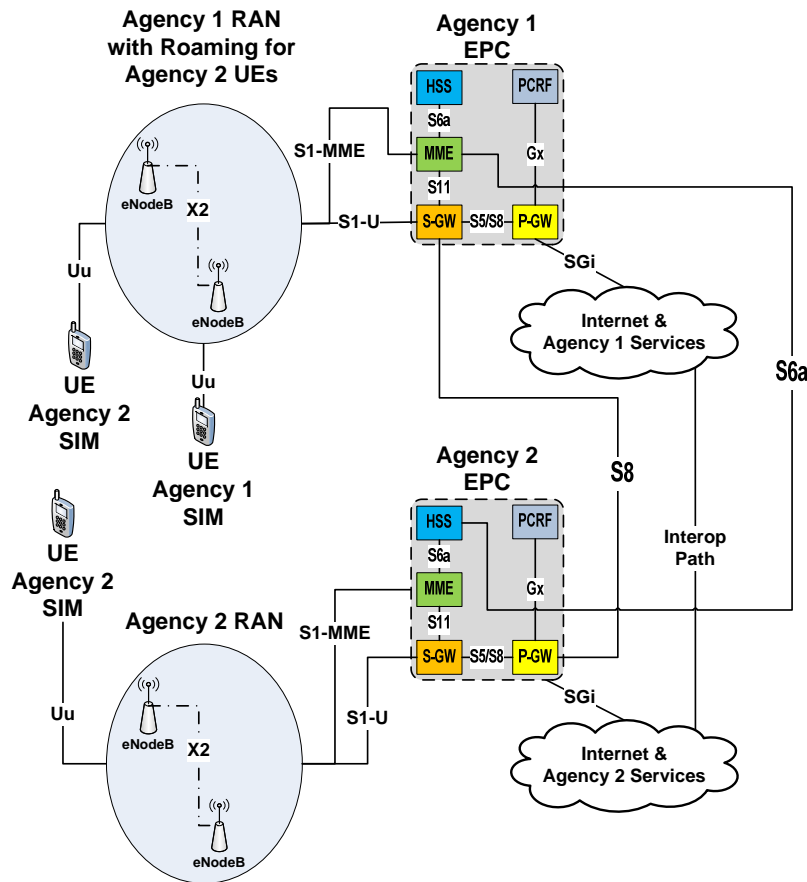 Agency 1 RAN
with Roaming for
Agency 2 UEs
Agency 1
EPC
HSS
PCRF
S6a
S1-MME
MME
Gx
eNodeB
S11
X2
S1-U
S-GW
S5/S8
P-GW
SGi
Uu
eNodeB
Internet &
Agency 1 Services
Uu
UE
Agency 2
SIM
S6a
UE
Agency 1
SIM
Agency 2
EPC
S8
HSS
PCRF
UE
Agency 2
SIM
S6a
Interop
Path
MME
Gx
Agency 2 RAN
S1-MME
S11
S-GW
S5/S8
P-GW
SGi
Uu
eNodeB
S1-U
X2
Internet &
Agency 2 Services
eNodeB